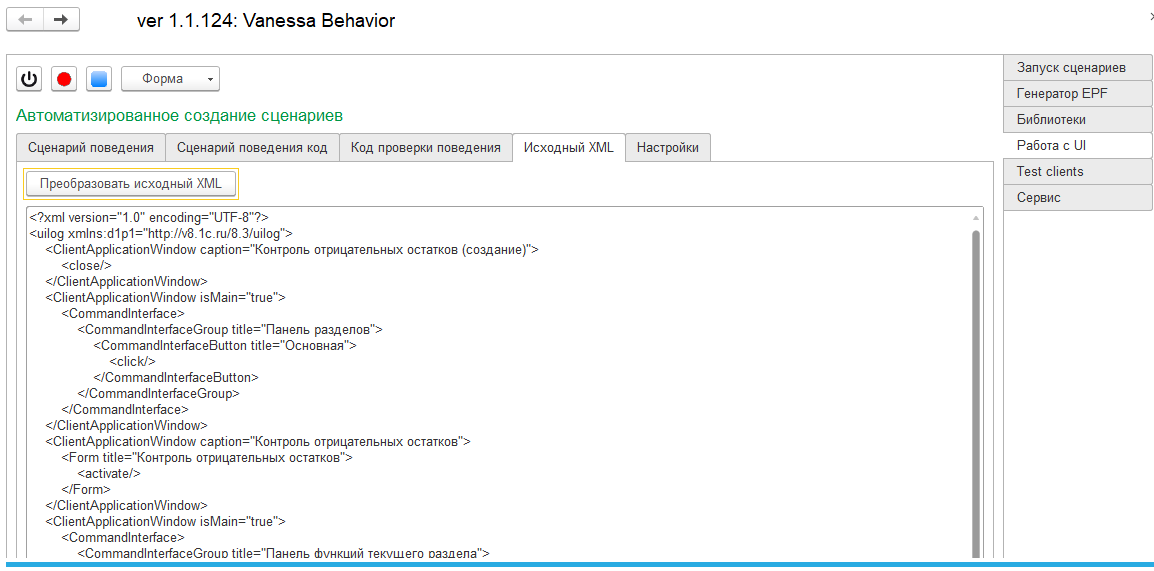 ver 1.1.124: Vanessa Behavior
Форма
Автоматизированное создание сценариев
Сценарий поведения Сценарий поведения код Код проверки поведения Исходный XML Настройки
Преобразовать исходный XML
<?xml version="1.0" encoding="UTF-8"?>
<uilog xmlns:d1p1="http://v8.1c.ru/8.3/uilog">
<ClientApplicationWindow caption="Контроль отрицательных остатков (создание)">
<close/>
</ClientApplicationWindow>
<ClientApplicationWindow isMain="true">
<CommandInterface>
<CommandInterfaceGroup title="Панель разделов">
<CommandInterfaceButton title="Основная">
<click/>
</CommandInterfaceButton>
</CommandInterfaceGroup>
</CommandInterface>
</ClientApplicationWindow>
<ClientApplicationWindow caption="Контроль отрицательных остатков">
<Form title="Контроль отрицательных остатков">
<activate/>
</Form>
</ClientApplicationWindow>
<ClientApplicationWindow isMain="true">
<CommandInterface>
<CommandInterfaceGroup title="Панель функций текущего раздела">
Запуск сценариев
Генератор EPF
Библиотеки
Работа с UI
Test clients
Сервис